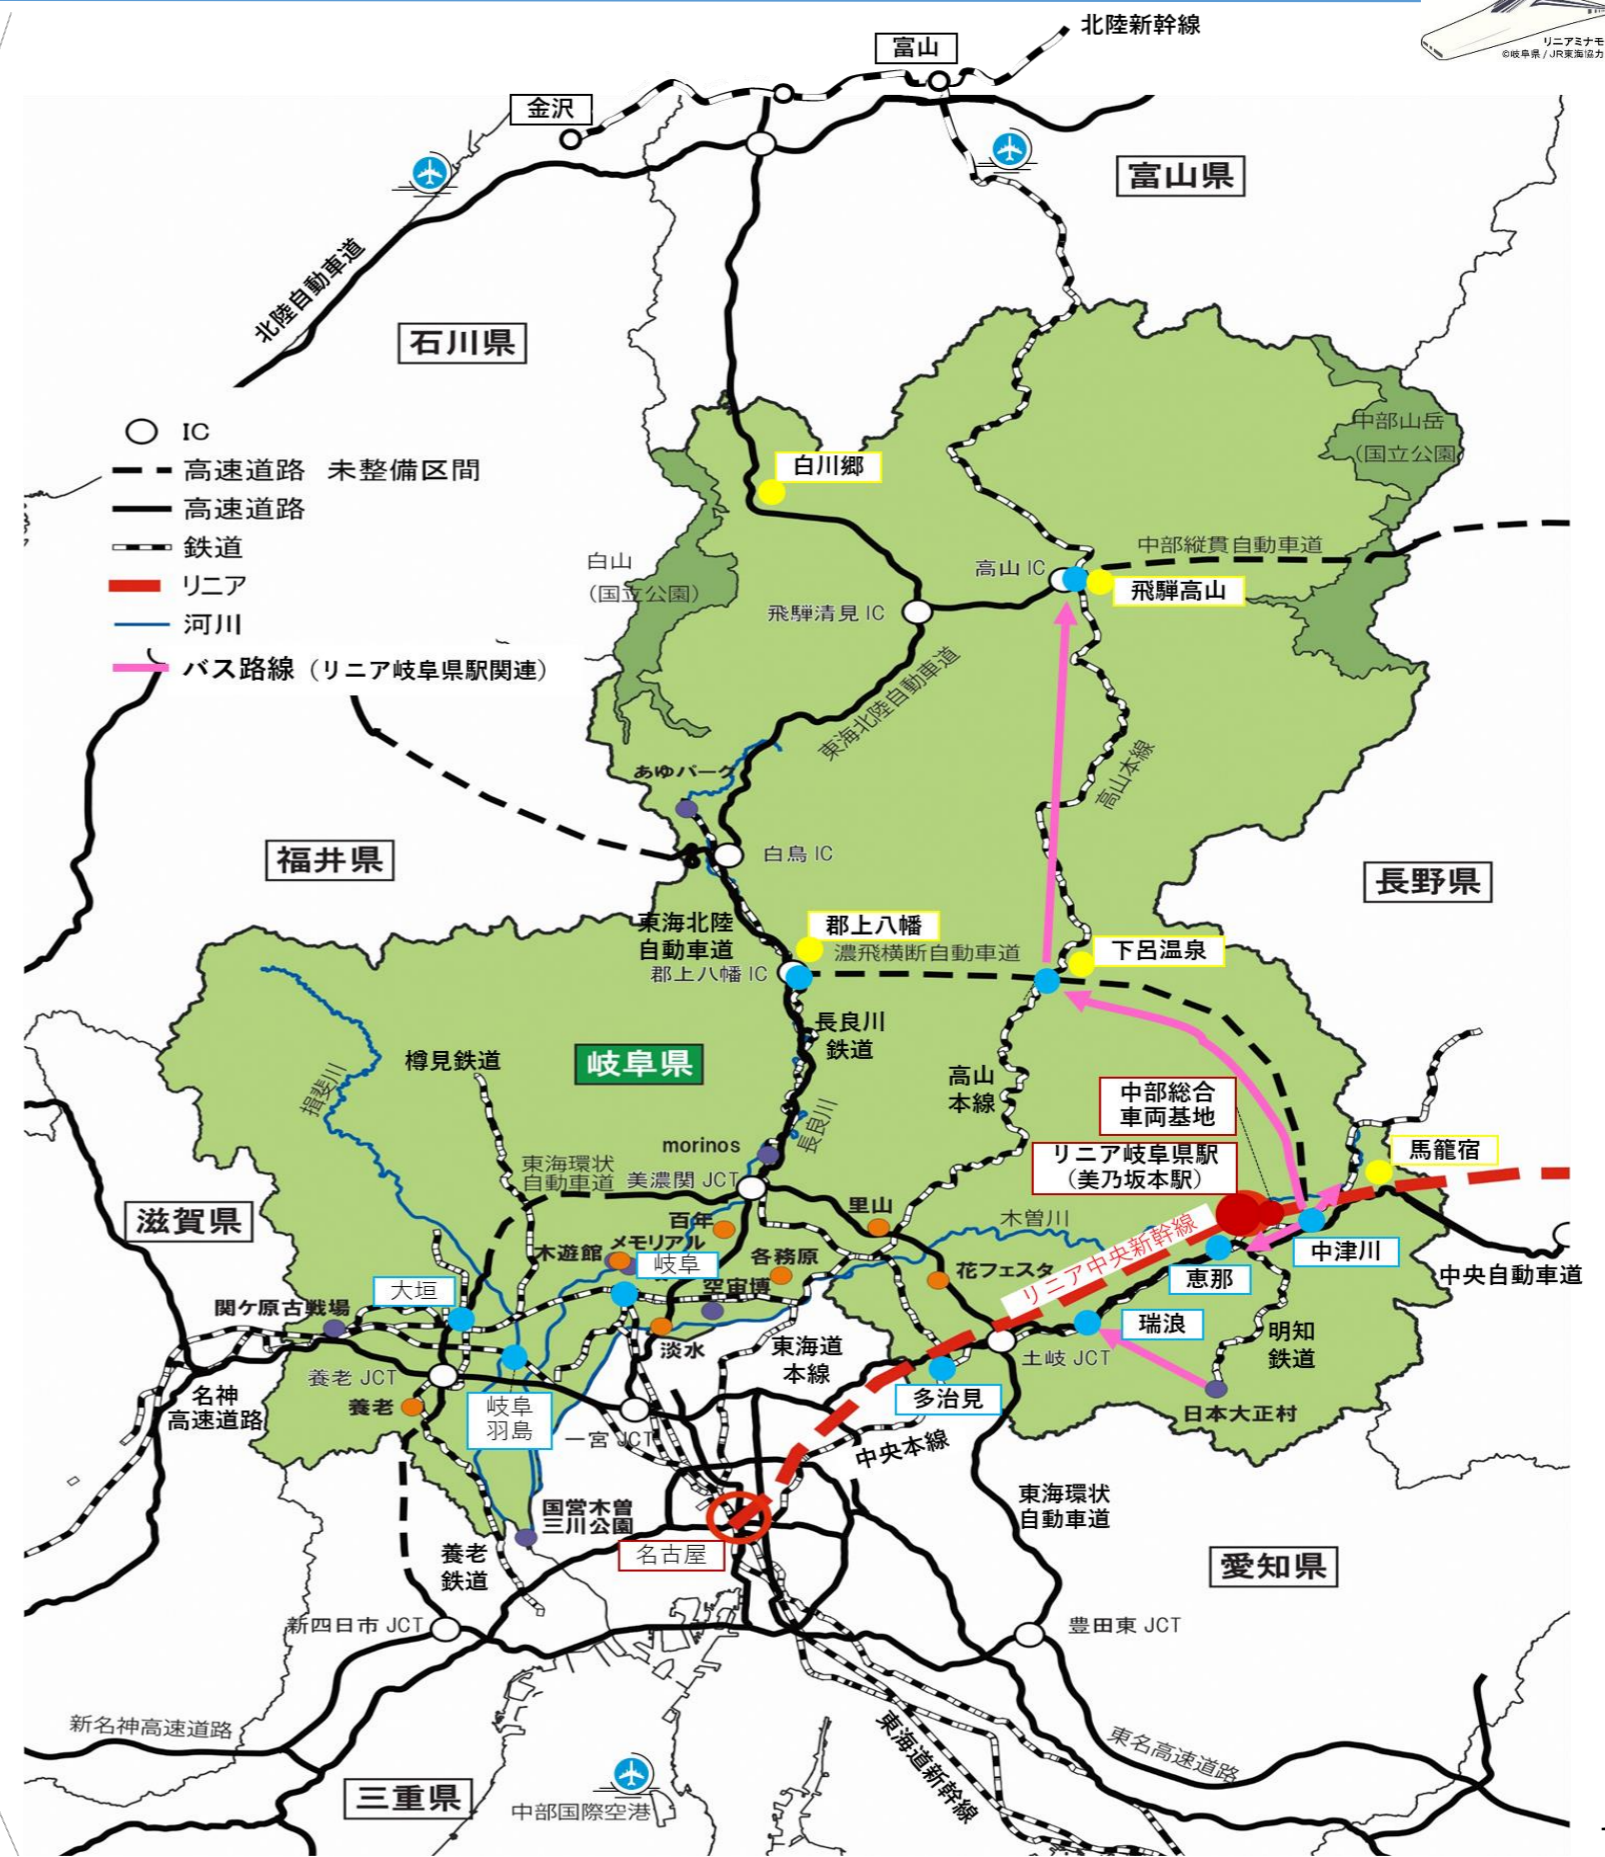 北陸新幹線
リニアミナモ
©岐阜県 / JR東海協力
富山
金沢
富山県
北陸自動車道
石川県
IC
高速道路 未整備区間
高速道路
鉄道
リニア
河川
バス路線（リニア岐阜県駅関連）
中部山岳
（国立公園
白川郷
白山
（国立公園）
高山 IC
中部縦貫自動車道
飛騨高山
飛騨清見 IC
東海北陸自動車道
高山本線
あゆパーク
白鳥 IC
福井県
長野県
東海北陸
自動車道
郡上八幡
濃飛横断自動車道
下呂温泉
郡上八幡 IC
長良川
鉄道
岐阜県
樽見鉄道
揖斐川
高山
本線
中部総合
車両基地
長良川
morinos
リニア岐阜県駅
（美乃坂本駅）
馬籠宿
東海環状
自動車道
美濃関 JCT
滋賀県
里山
百年
木曽川
リニア中央新幹線
メモリアル
木遊館
岐阜
各務原
空宙博
花フェスタ
中津川
中央自動車道
恵那
大垣
関ケ原古戦場
瑞浪
明知
鉄道
淡水
東海道
本線
土岐 JCT
養老 JCT
名神
高速道路
養老
岐阜
羽島
多治見
日本大正村
一宮 JCT
中央本線
東海環状
自動車道
国営木曽
三川公園
名古屋
養老
鉄道
愛知県
新四日市 JCT
豊田東 JCT
新名神高速道路
東海道新幹線
東名高速道路
三重県
中部国際空港